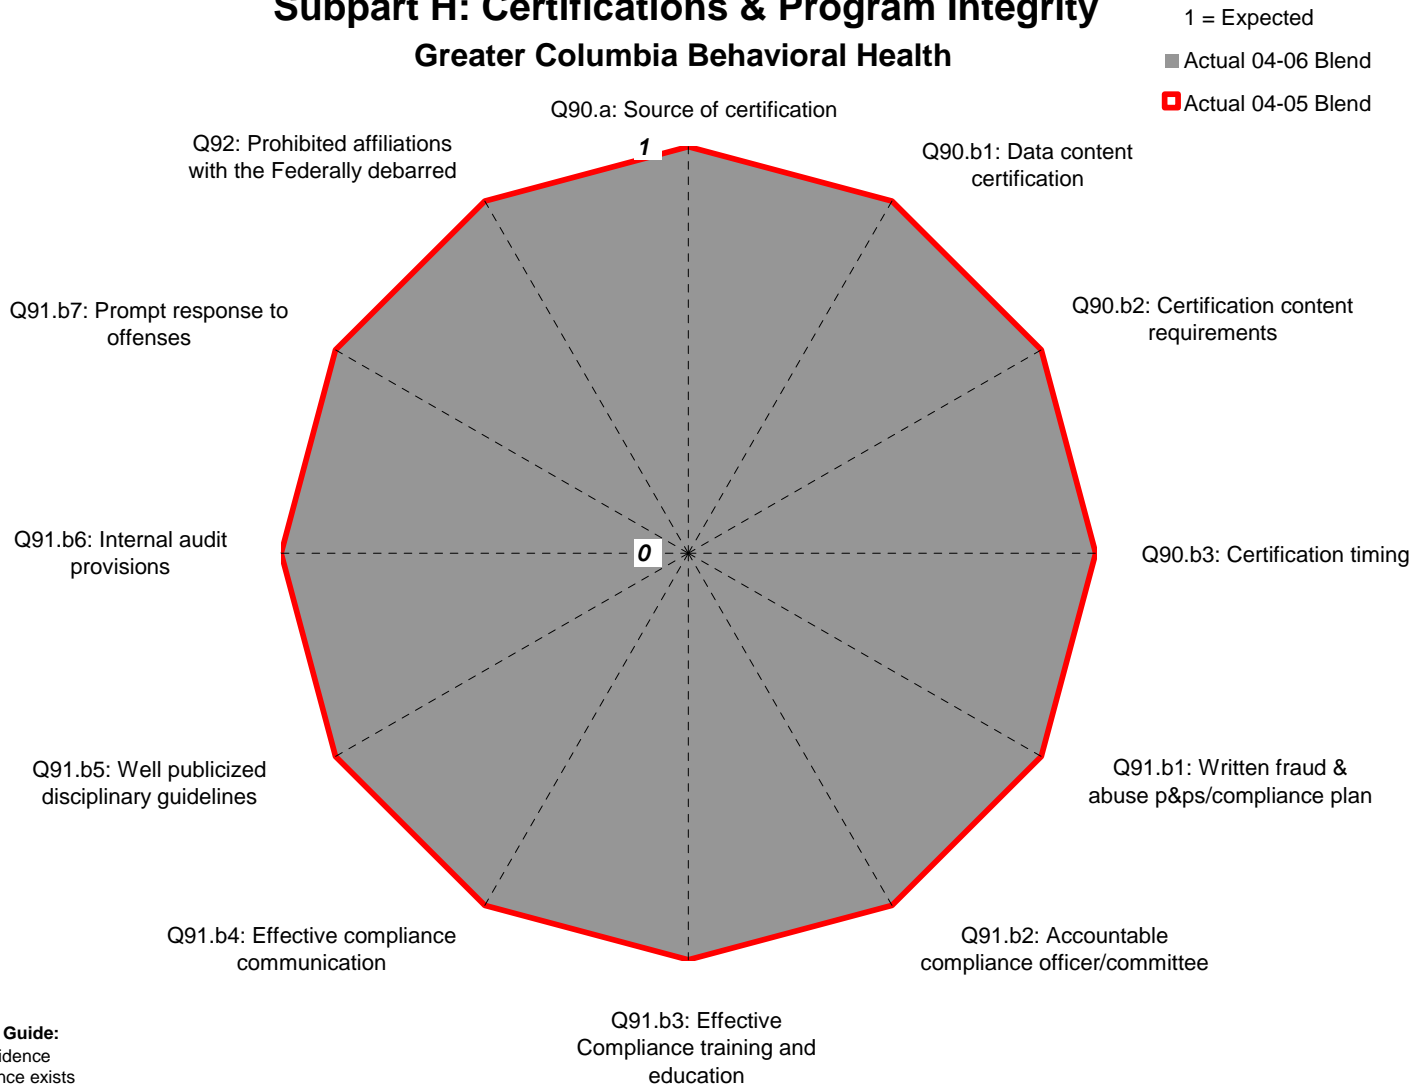 Subpart H: Certifications & Program Integrity
Greater Columbia Behavioral Health
1 = Expected
Actual 04-06 Blend
Actual 04-05 Blend
Q90.a: Source of certification
Q92: Prohibited affiliations
with the Federally debarred
1
Q90.b1: Data content
certification
Q91.b7: Prompt response to
offenses
Q90.b2: Certification content
requirements
Q91.b6: Internal audit
provisions
0
Q90.b3: Certification timing
Q91.b5: Well publicized
disciplinary guidelines
Q91.b1: Written fraud &
abuse p&ps/compliance plan
Q91.b4: Effective compliance
communication
Q91.b2: Accountable
compliance officer/committee
Q91.b3: Effective
Compliance training and
education
Guide:
exists